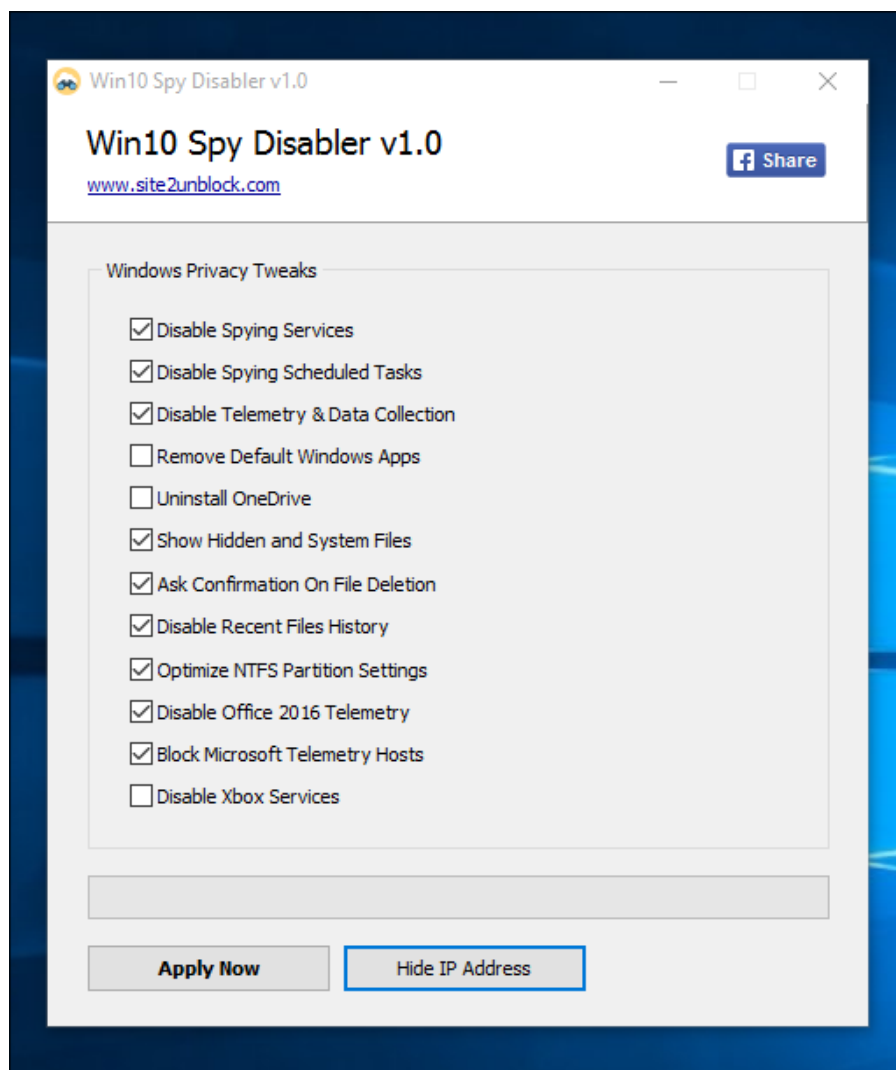 Win10 Spy Disabler v1.0
Win10 Spy Disabler v1.0
www.site2unblock.com
Share
Windows Privacy Tweaks
Disable Spying Services
Disable Spying Scheduled Tasks
Disable Telemetry & Data Collection
Remove Default Windows Apps
Uninstall OneDrive
Show Hidden and System Files
Ask Confirmation On File Deletion
Disable Recent Files History
Optimize NTFS Partition Settings
Disable Office 2016 Telemetry
Block Microsoft Telemetry Hosts
Disable Xbox Services
Apply Now
Hide IP Address